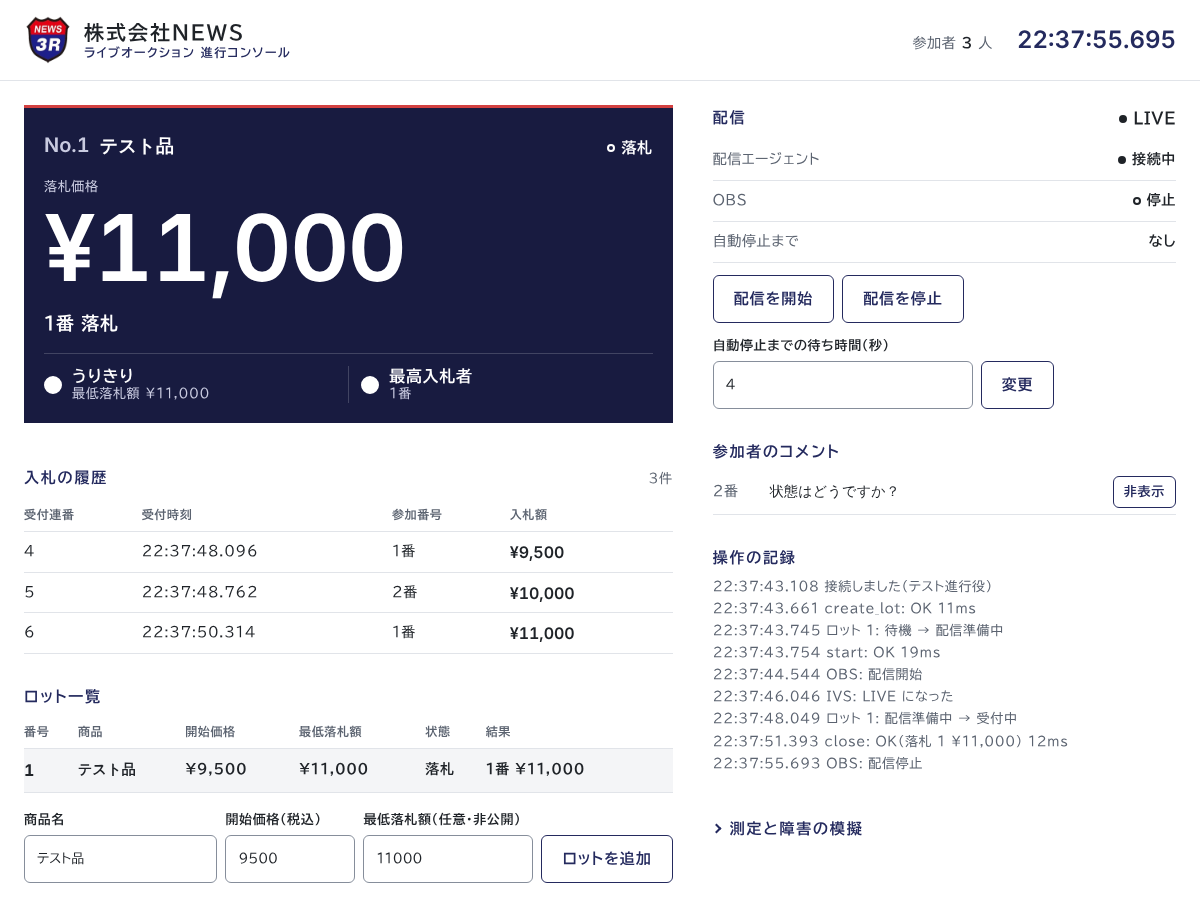 NEWS
3R
株式会社NEWS
ライブオークション 進行コンソール
参加者 3 人
22:37:55.695
No.1 テスト品
落札
落札価格
¥11,000
1番 落札
うりきり
最低落札額 ¥11,000
最高入札者
1番
入札の履歴
3件
受付連番 受付時刻 参加番号 入札額
4 22:37:48.096 1番 ¥9,500
5 22:37:48.762 2番 ¥10,000
6 22:37:50.314 1番 ¥11,000
ロット一覧
番号 商品 開始価格 最低落札額 状態 結果
1 テスト品 ¥9,500 ¥11,000 落札 1番 ¥11,000
商品名 開始価格(税込) 最低落札額(任意・非公開)
テスト品 9500 11000 ロットを追加
配信
LIVE
配信エージェント 接続中
OBS 停止
自動停止まで なし
配信を開始 配信を停止
自動停止までの待ち時間(秒)
4 変更
参加者のコメント
2番 状態はどうですか？ 非表示
操作の記録
22:37:43.108 接続しました(テスト進行役)
22:37:43.661 create_lot: OK 11ms
22:37:43.745 ロット 1: 待機 → 配信準備中
22:37:43.754 start: OK 19ms
22:37:44.544 OBS: 配信開始
22:37:46.046 IVS: LIVE になった
22:37:48.049 ロット 1: 配信準備中 → 受付中
22:37:51.393 close: OK(落札 1 ¥11,000) 12ms
22:37:55.693 OBS: 配信停止
測定と障害の模擬